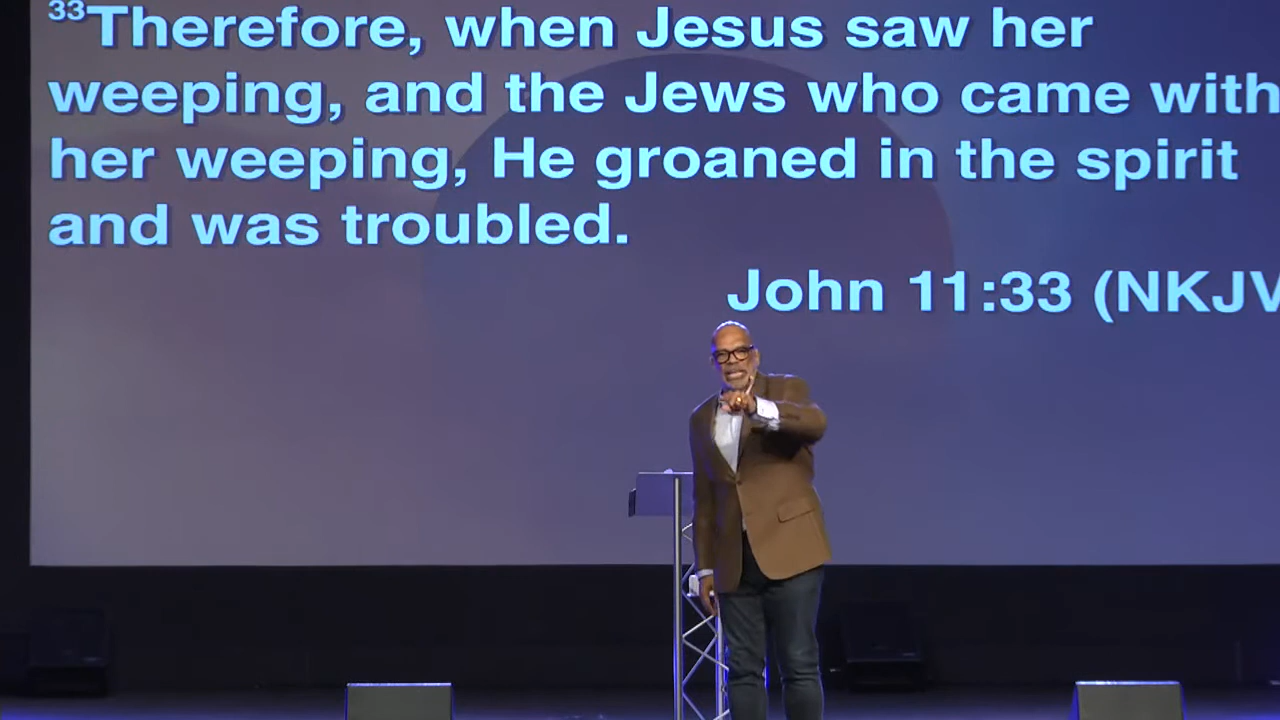 33Therefore, when Jesus saw her
weeping, and the Jews who came with
her weeping, He groaned in the spirit
and was troubled.
John 11:33 (NKJV